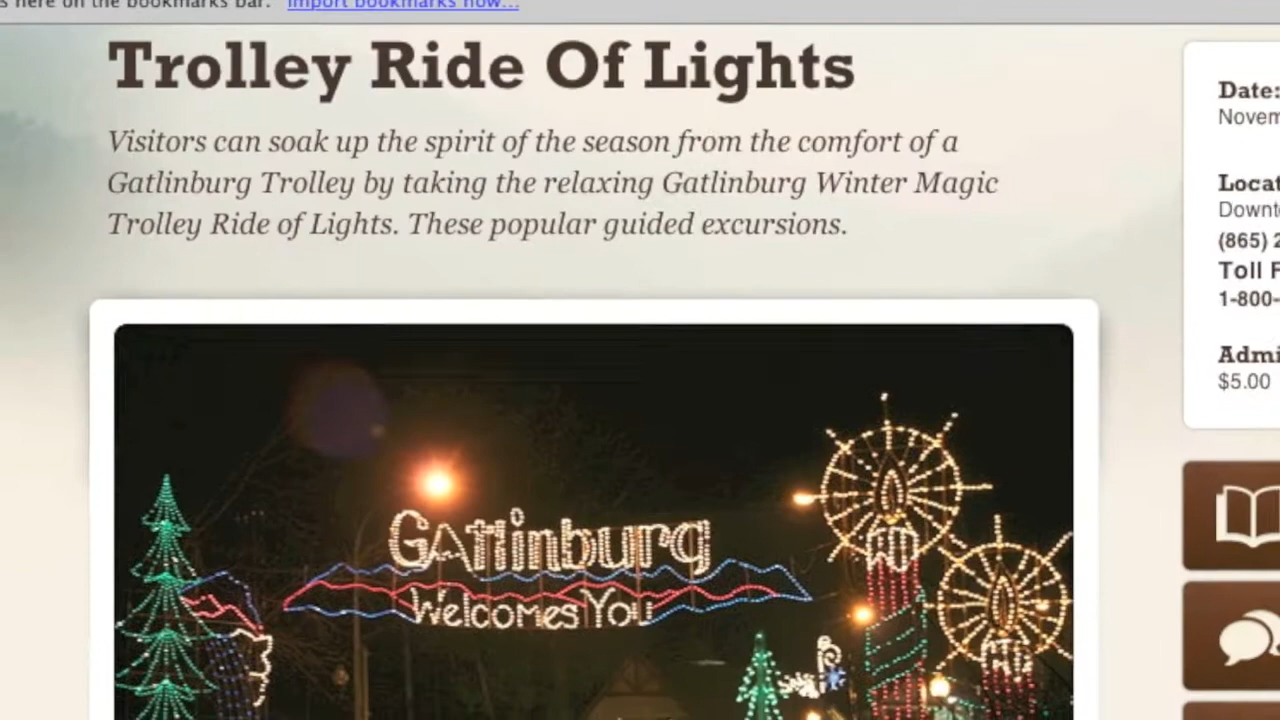 here on the bookmarks bar. Import bookmarks now...
Trolley Ride Of Lights
Visitors can soak up the spirit of the season from the comfort of a
Gatlinburg Trolley by taking the relaxing Gatlinburg Winter Magic
Trolley Ride of Lights. These popular guided excursions.
Date:
Novem
Locat
Downt
(865) 2
Toll F
1-800-
Admi
$5.00
Gatlinburg
Welcomes You